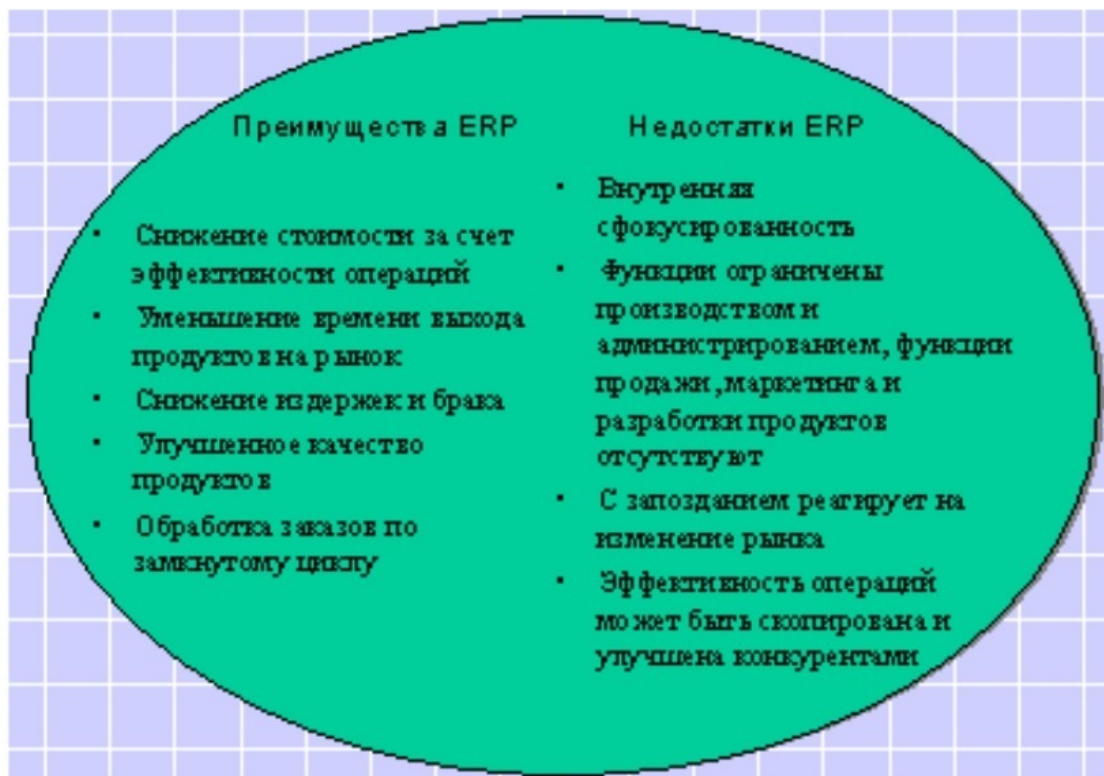 Преимущества ERP
• Снижение стоимости за счет
эффективности операций
• Уменьшение времени выхода
продуктов на рынок
• Снижение издержек и брака
• Улучшенное качество
продуктов
• Обработка заказов по
замкнутому циклу
Недостатки ERP
• Внутренняя
сфокусированность
• Функции ограничены
производством и
администрированием, функции
продажи, маркетинга и
разработки продуктов
отсутствуют
• С запозданием реагирует на
изменение рынка
• Эффективность операций
может быть скопирована и
улучшена конкурентами